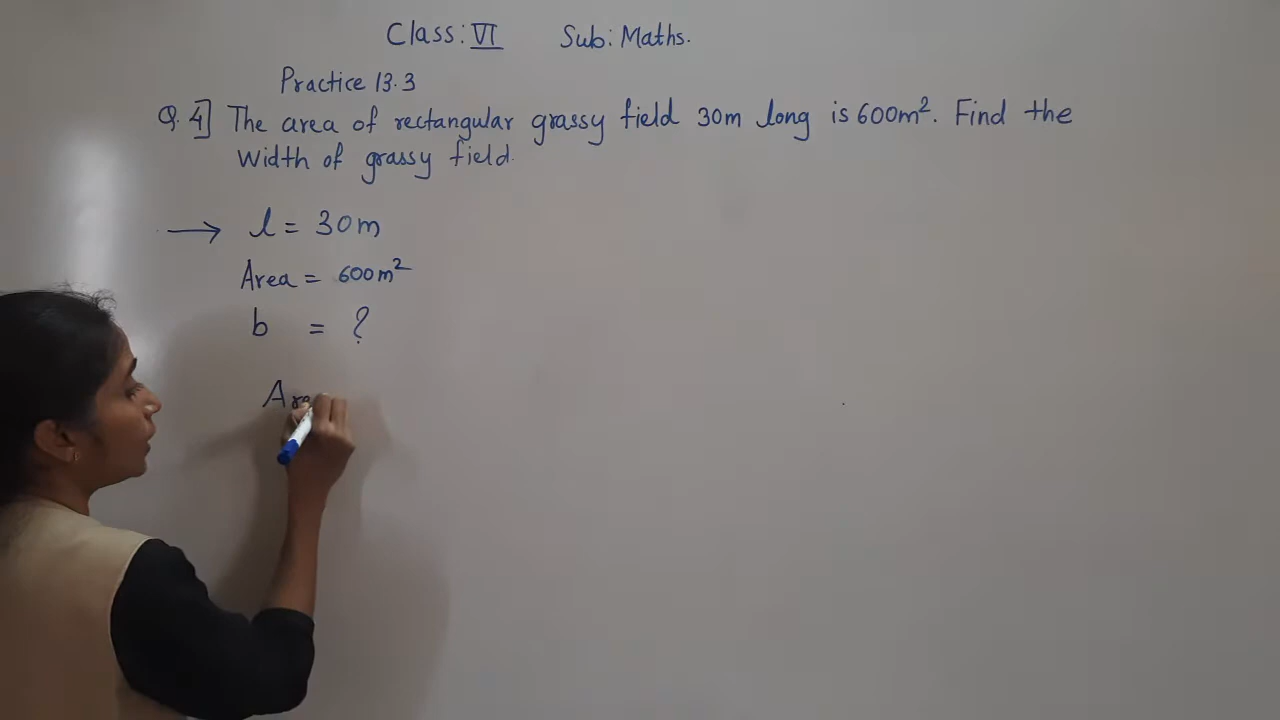 Class: VI Sub: Maths.
Practice 13.3
Q. 4] The area of rectangular grassy field 30m long is 600m². Find the
Width of grassy field.
→ l = 30m
Area = 600m²
b = ?
Are